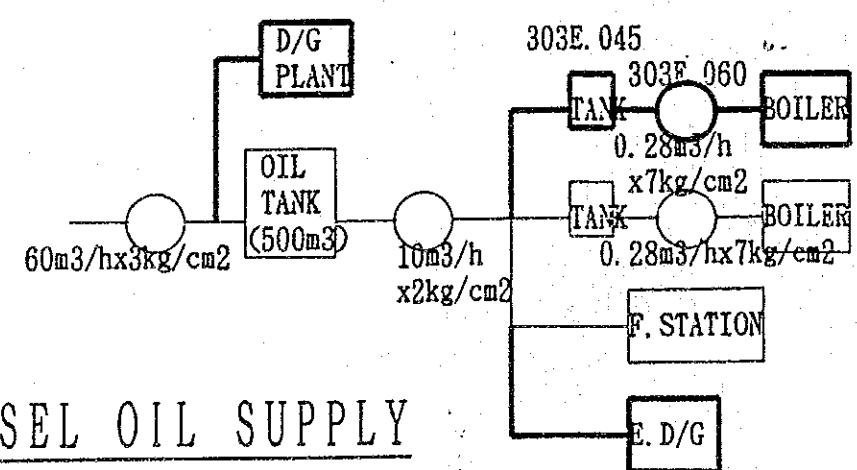 D/G
PLANT
303E.045
303E.060
TANK
BOILER
0.28m3/h
x7kg/cm2
OIL
TANK
(500m3)
60m3/hx3kg/cm2
10m3/h
x2kg/cm2
TANK
BOILER
0.28m3/hx7kg/cm2
F.STATION
E.D/G
SEL OIL SUPPLY